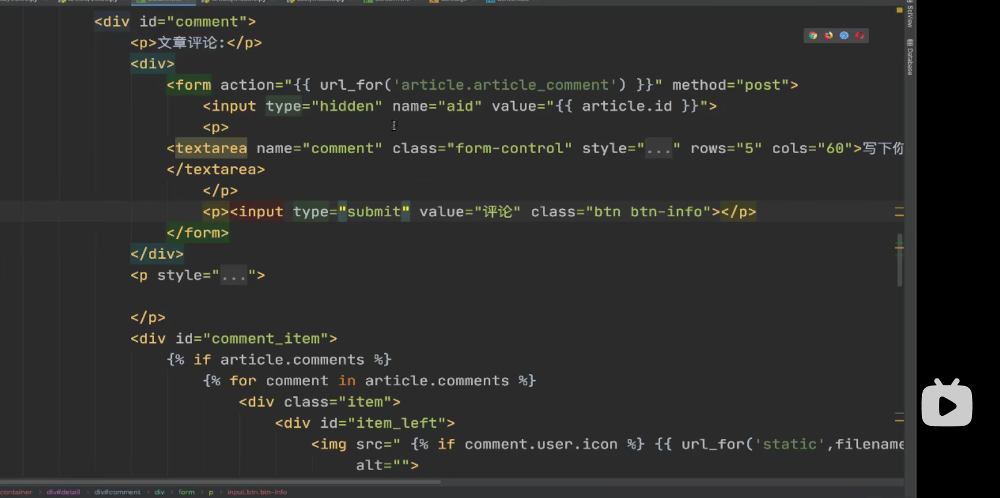 <div id="comment">
<p>文章评论:</p>
<div>
<form action="{{ url_for('article.article_comment') }}" method="post">
<input type="hidden" name="aid" value="{{ article.id }}">
<p>
<textarea name="comment" class="form-control" style="..." rows="5" cols="60">写下你
</textarea>
</p>
<p><input type="submit" value="评论" class="btn btn-info"></p>
</form>
</div>
<p style="...">
</p>
<div id="comment_item">
{% if article.comments %}
{% for comment in article.comments %}
<div class="item">
<div id="item_left">
<img src=" {% if comment.user.icon %} {{ url_for('static',filename
alt="">
container › div#detail › div#comment › div › form › p › input.btn.btn-info
SciView
Database